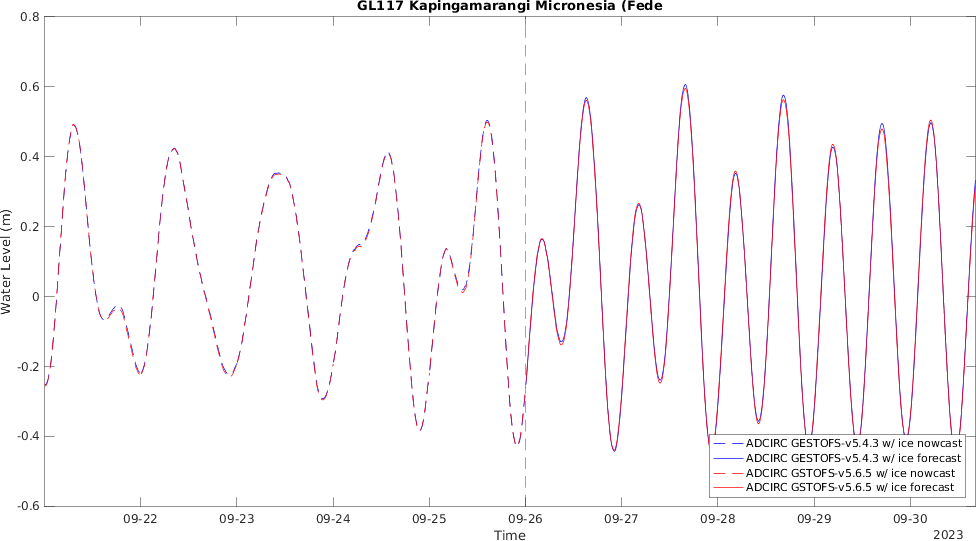 GL117 Kapingamarangi Micronesia (Fede
0.8
0.6
0.4
0.2
0
-0.2
-0.4
-0.6
Water Level (m)
09-22 09-23 09-24 09-25 09-26 09-27 09-28 09-29 09-30
Time
2023
ADCIRC GESTOFS-v5.4.3 w/ ice nowcast
ADCIRC GESTOFS-v5.4.3 w/ ice forecast
ADCIRC GSTOFS-v5.6.5 w/ ice nowcast
ADCIRC GSTOFS-v5.6.5 w/ ice forecast